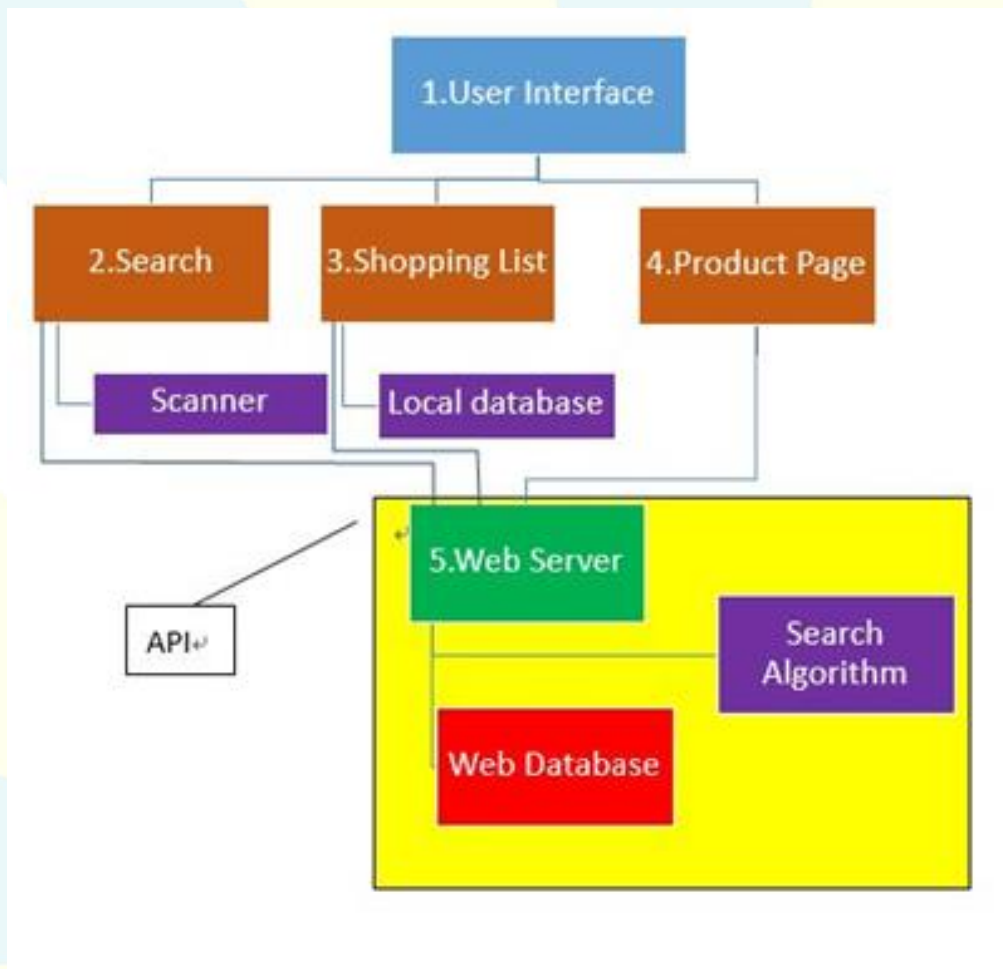 1.User Interface
2.Search
3.Shopping List
4.Product Page
Scanner
Local database
5.Web Server
API
Search
Algorithm
Web Database